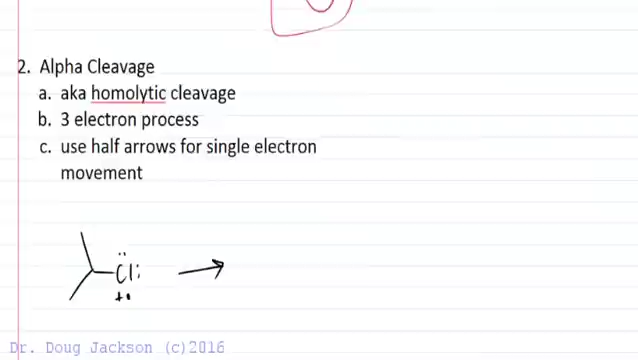 2. Alpha Cleavage
a. aka homolytic cleavage
b. 3 electron process
c. use half arrows for single electron
movement
:Cl:
+•
Dr. Doug Jackson (c)2016